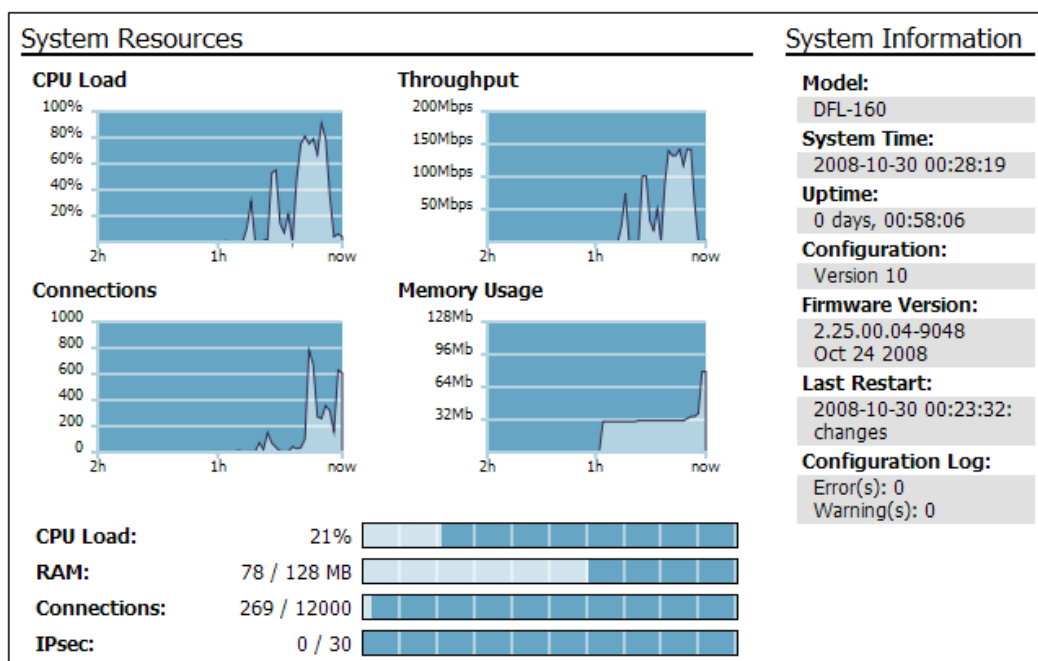 System Resources
CPU Load
100%
80%
60%
40%
20%
2h 1h now
Throughput
200Mbps
150Mbps
100Mbps
50Mbps
2h 1h now
Connections
1000
800
600
400
200
0
2h 1h now
Memory Usage
128Mb
96Mb
64Mb
32Mb
2h 1h now
CPU Load: 21%
RAM: 78 / 128 MB
Connections: 269 / 12000
IPsec: 0 / 30
System Information
Model:
DFL-160
System Time:
2008-10-30 00:28:19
Uptime:
0 days, 00:58:06
Configuration:
Version 10
Firmware Version:
2.25.00.04-9048
Oct 24 2008
Last Restart:
2008-10-30 00:23:32:
changes
Configuration Log:
Error(s): 0
Warning(s): 0